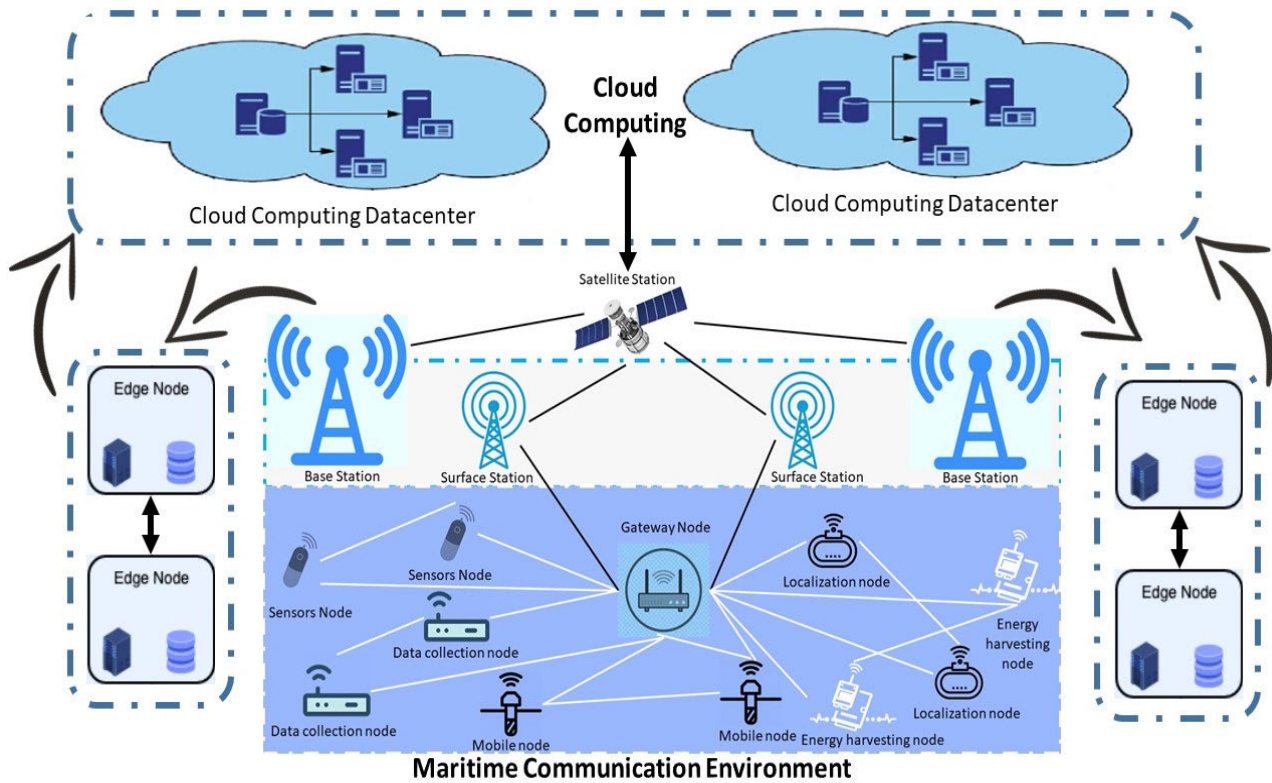 Cloud
Computing
Cloud Computing Datacenter
Cloud Computing Datacenter
Satellite Station
Edge Node
Edge Node
Base Station
Surface Station
Surface Station
Base Station
Edge Node
Edge Node
Gateway Node
Sensors Node
Sensors Node
Localization node
Energy
harvesting
node
Data collection node
Data collection node
Mobile node
Mobile node
Energy harvesting node
Localization node
Maritime Communication Environment